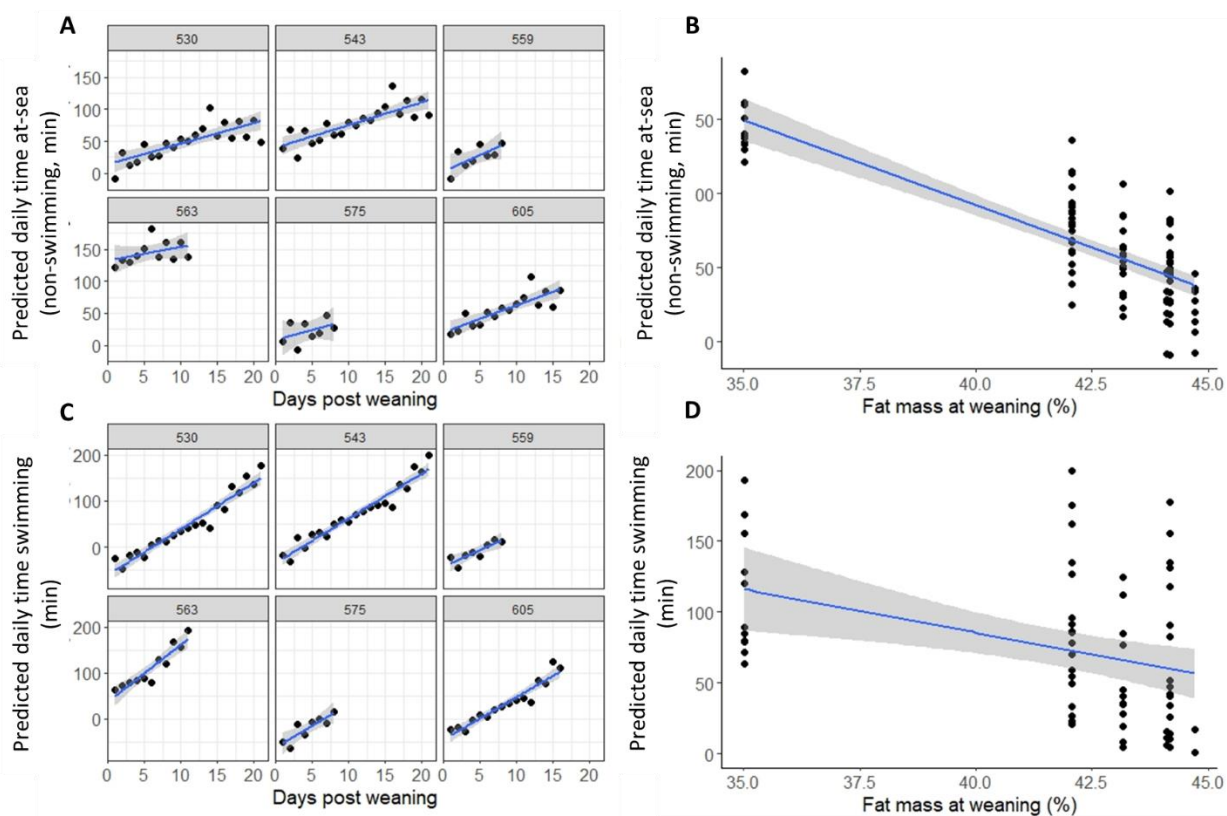 A
530
543
559
Predicted daily time at-sea
(non-swimming, min)
150
100
50
0
563
575
605
150
100
50
0
0 5 10 15 20 0 5 10 15 20 0 5 10 15 20
Days post weaning
B
Predicted daily time at-sea
(non-swimming, min)
50
00
50
0
35.0 37.5 40.0 42.5 45.0
Fat mass at weaning (%)
C
530
543
559
Predicted daily time swimming
(min)
200
100
0
563
575
605
200
100
0
0 5 10 15 20 0 5 10 15 20 0 5 10 15 20
Days post weaning
D
Predicted daily time swimming
(min)
200
150
100
50
0
35.0 37.5 40.0 42.5 45.0
Fat mass at weaning (%)